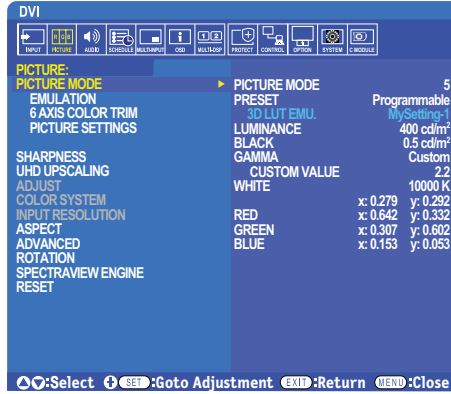 DVI
INPUT PICTURE AUDIO SCHEDULE MULTI-INPUT OSD MULTI-DSP PROTECT CONTROL OPTION SYSTEM C MODULE
PICTURE:
PICTURE MODE
EMULATION
6 AXIS COLOR TRIM
PICTURE SETTINGS
SHARPNESS
UHD UPSCALING
ADJUST
COLOR SYSTEM
INPUT RESOLUTION
ASPECT
ADVANCED
ROTATION
SPECTRAVIEW ENGINE
RESET
PICTURE MODE 5
PRESET Programmable
3D LUT EMU. MySetting-1
LUMINANCE 400 cd/m²
BLACK 0.5 cd/m²
GAMMA Custom
CUSTOM VALUE 2.2
WHITE 10000 K
x: 0.279 y: 0.292
RED x: 0.642 y: 0.332
GREEN x: 0.307 y: 0.602
BLUE x: 0.153 y: 0.053
:Select SET :Goto Adjustment EXIT :Return MENU :Close